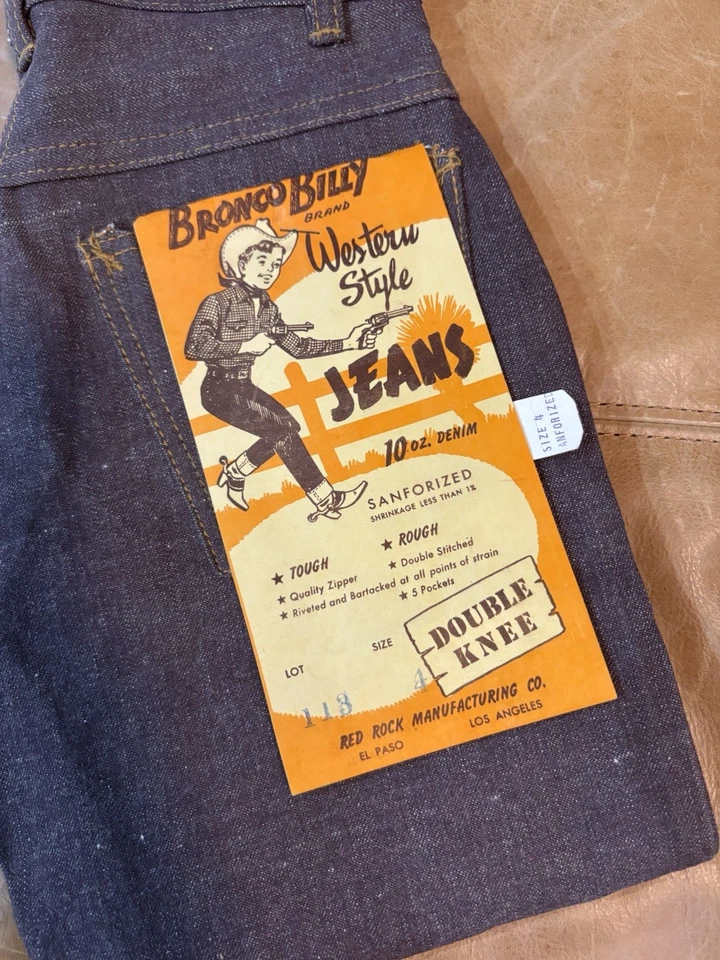 BRONCO BILLY
BRAND
Western
Style
JEANS
10 OZ. DENIM
SANFORIZED
SHRINKAGE LESS THAN 1%
★ TOUGH
★ ROUGH
★ Quality Zipper
★ Double Stitched
★ Riveted and Bartacked at all points of strain
★ 5 Pockets
DOUBLE
KNEE
LOT
SIZE
118
4
RED ROCK MANUFACTURING CO.
EL PASO
LOS ANGELES
SIZE 4
ANFORIZED